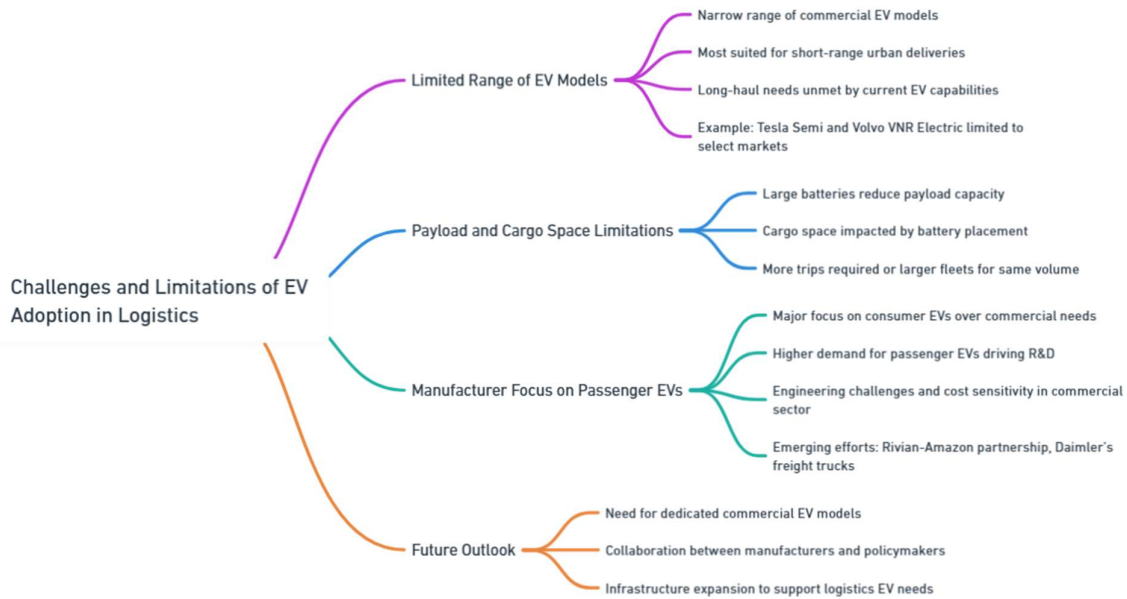 Challenges and Limitations of EV
Adoption in Logistics
Limited Range of EV Models
Narrow range of commercial EV models
Most suited for short-range urban deliveries
Long-haul needs unmet by current EV capabilities
Example: Tesla Semi and Volvo VNR Electric limited to
select markets
Payload and Cargo Space Limitations
Large batteries reduce payload capacity
Cargo space impacted by battery placement
More trips required or larger fleets for same volume
Manufacturer Focus on Passenger EVs
Major focus on consumer EVs over commercial needs
Higher demand for passenger EVs driving R&D
Engineering challenges and cost sensitivity in commercial
sector
Emerging efforts: Rivian-Amazon partnership, Daimler's
freight trucks
Future Outlook
Need for dedicated commercial EV models
Collaboration between manufacturers and policymakers
Infrastructure expansion to support logistics EV needs